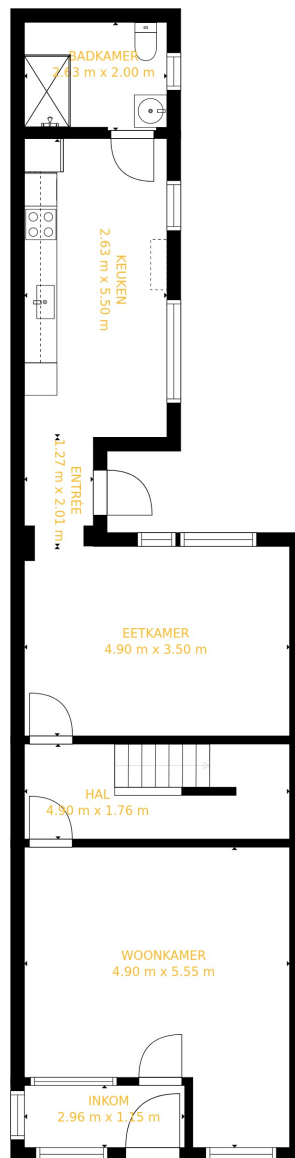 BADKAMER
2.63 m x 2.00 m
KEUKEN
2.63 m x 5.50 m
ENTRÉE
1.27 m x 2.01 m
EETKAMER
4.90 m x 3.50 m
HAL
4.90 m x 1.76 m
WOONKAMER
4.90 m x 5.55 m
INKOM
2.96 m x 1.15 m